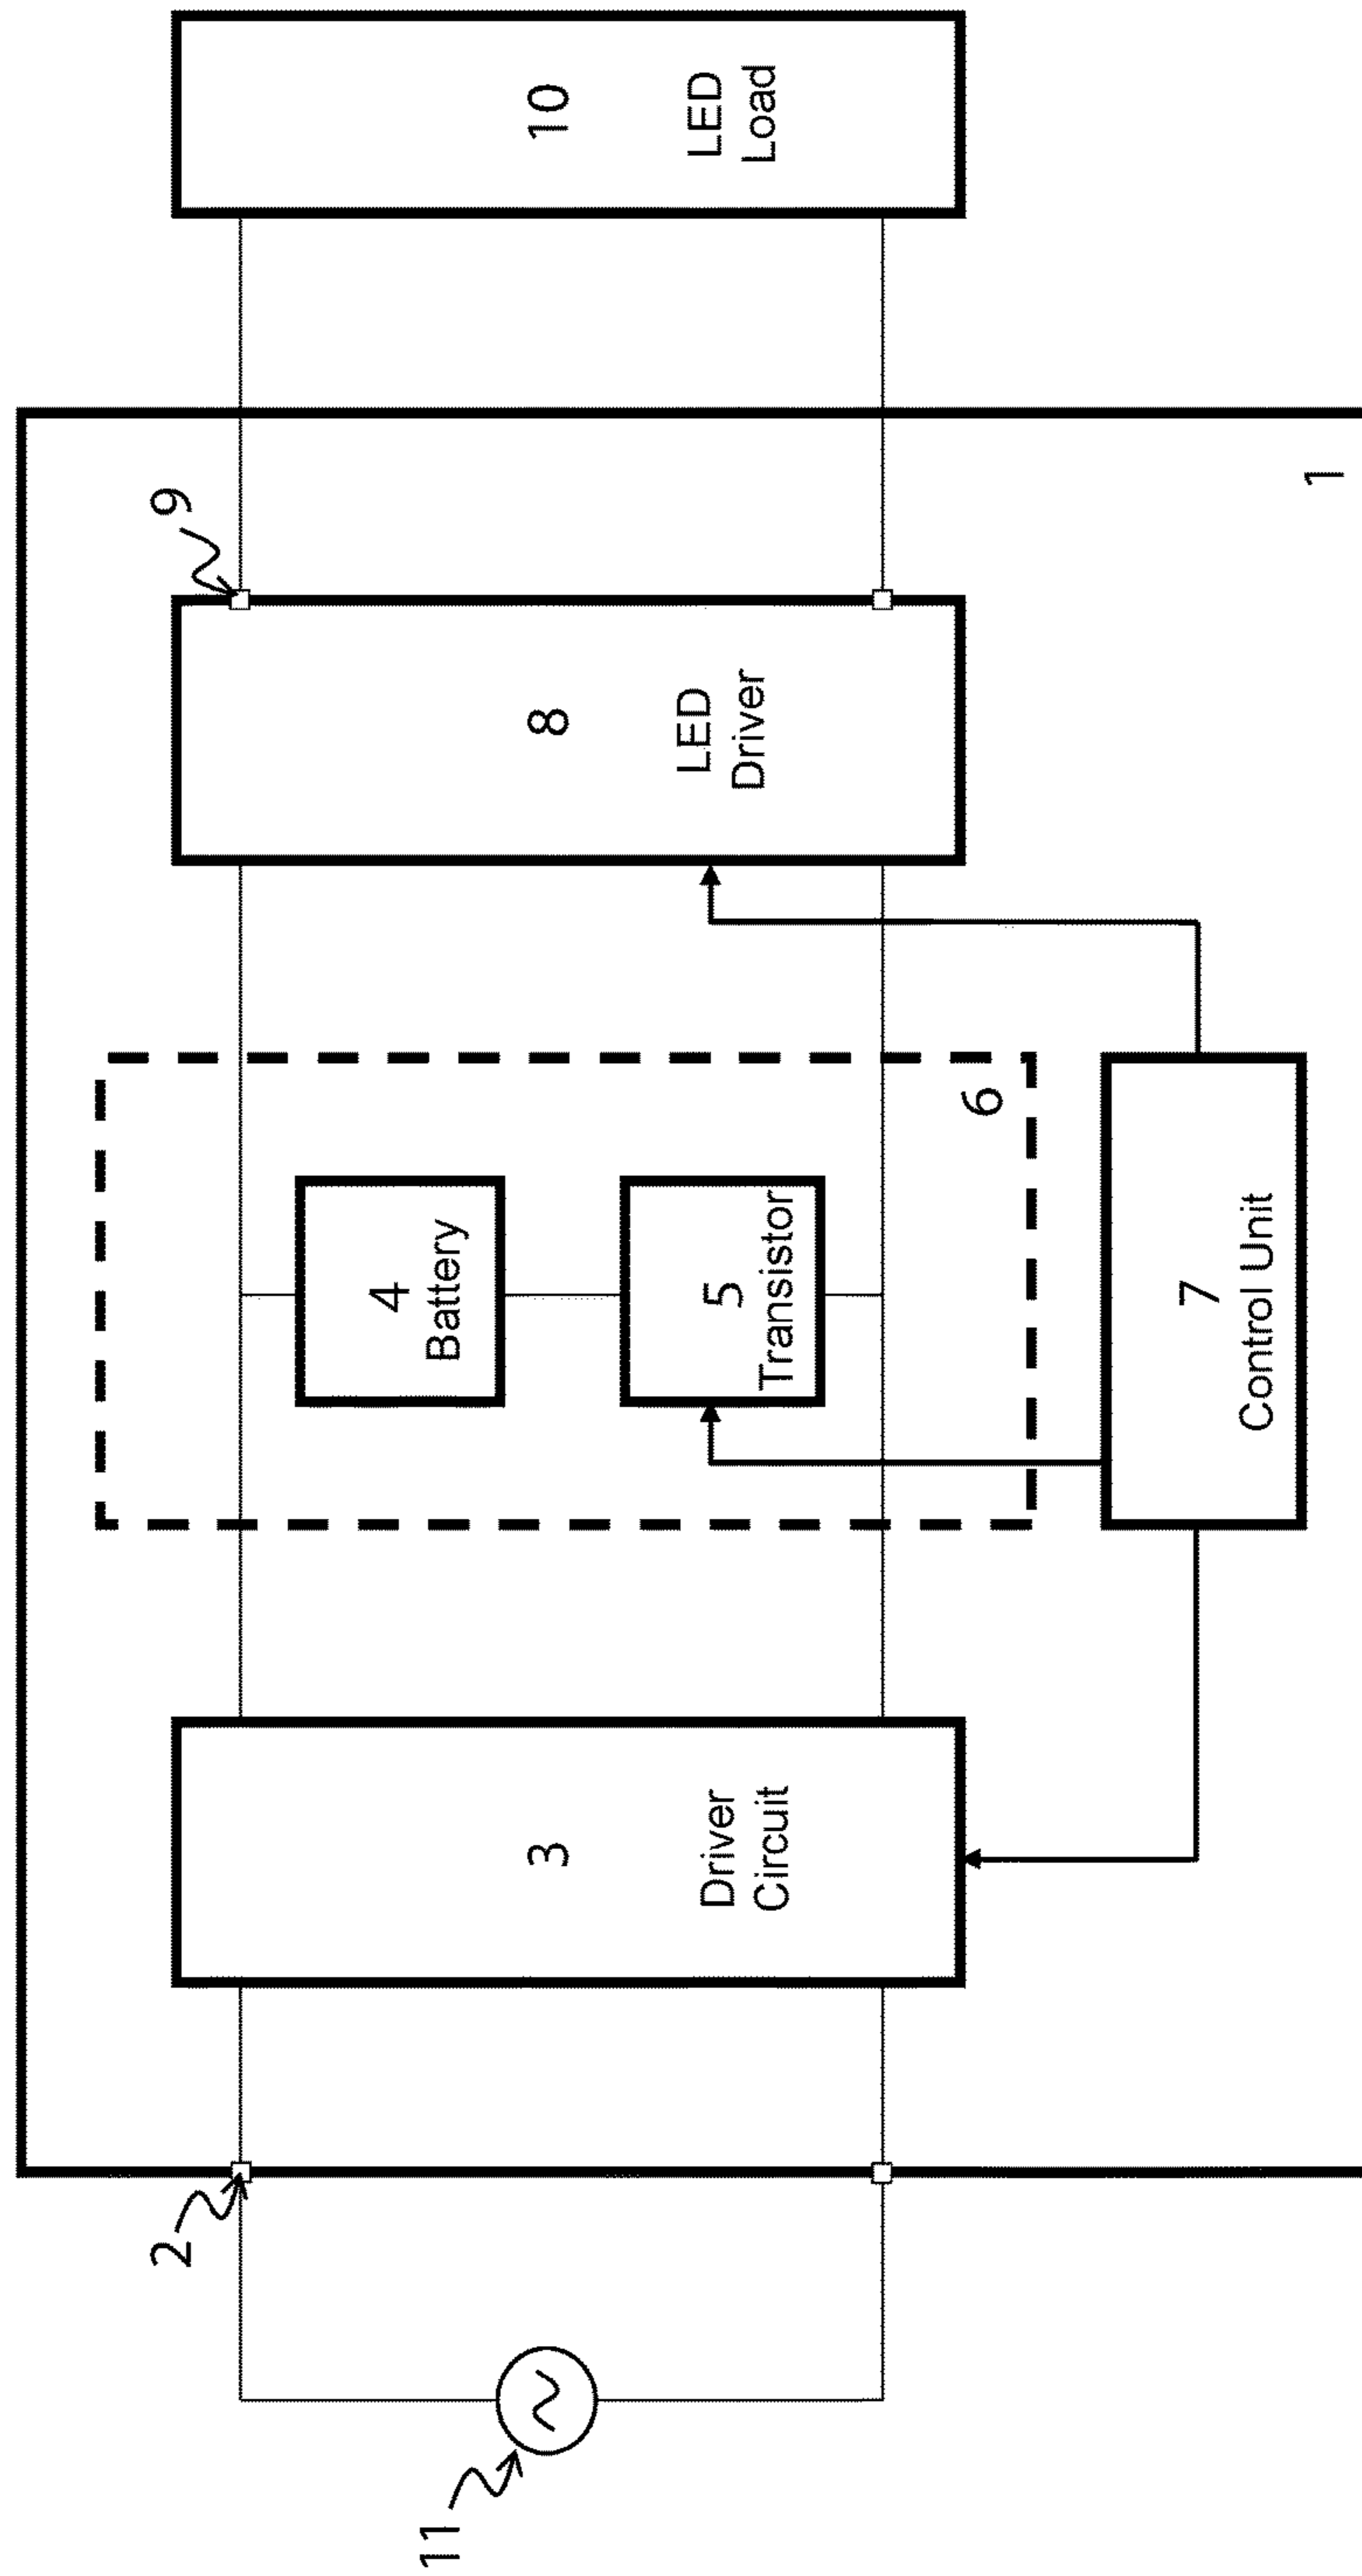 11
2
3
Driver
Circuit
4
Battery
5
Transistor
6
7
Control Unit
8
LED
Driver
9
1
10
LED
Load